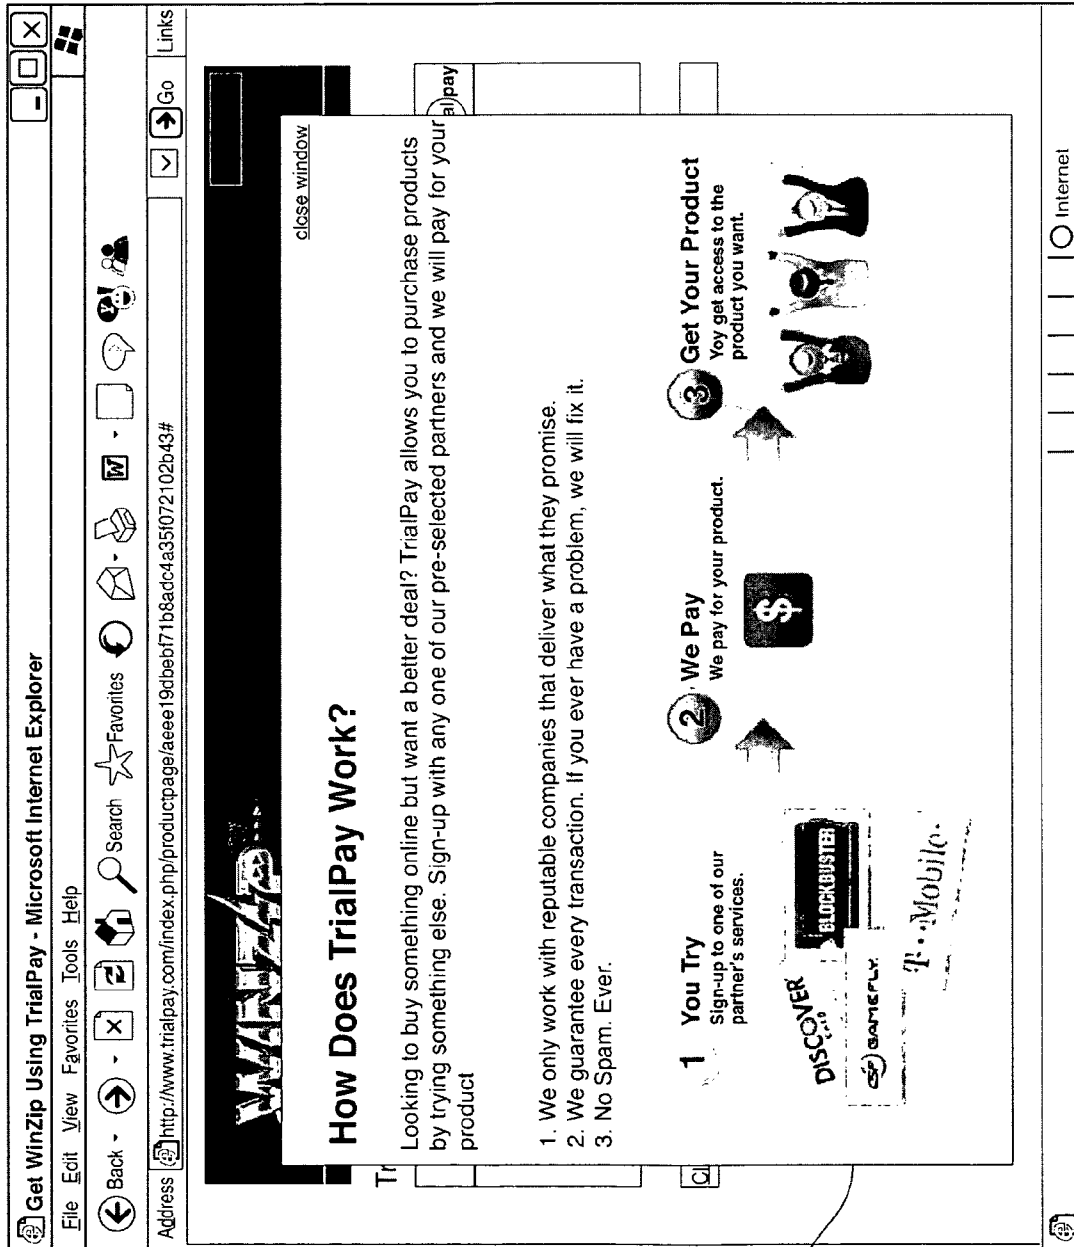 Get WinZip Using TrialPay - Microsoft Internet Explorer
File Edit View Favorites Tools Help
Back Search Favorites W
Address http://www.trialpay.com/index.php/productpage/aeee19dbebf71b8adc4a35f072102b43# Go Links
WINZIP
close window
How Does TrialPay Work?
Looking to buy something online but want a better deal? TrialPay allows you to purchase products
by trying something else. Sign-up with any one of our pre-selected partners and we will pay for your
product
Tr
al pay
1. We only work with reputable companies that deliver what they promise.
2. We guarantee every transaction. If you ever have a problem, we will fix it.
3. No Spam. Ever.
1 You Try
Sign-up to one of our
partner's services.
2 We Pay
We pay for your product.
3 Get Your Product
Yoy get access to the
product you want.
DISCOVER
CARD
BLOCKBUSTER
GAMEFLY
T-Mobile
$
Internet